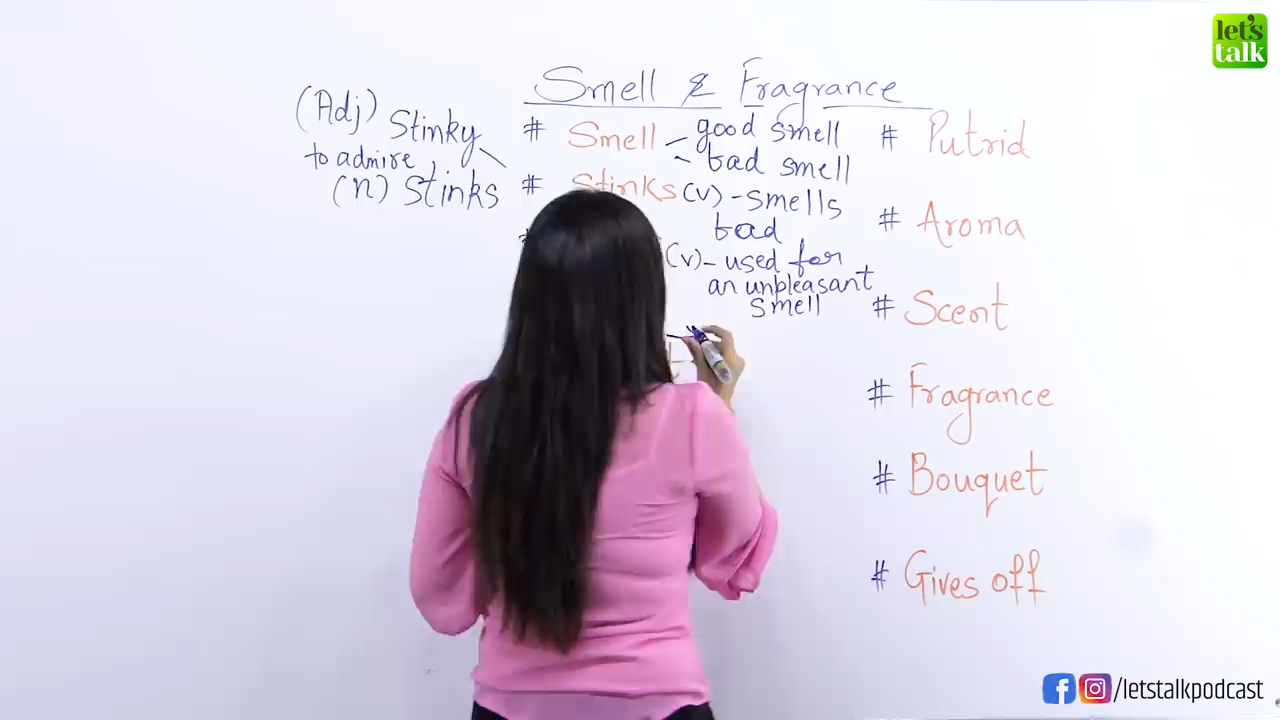 let's
talk
Smell & Fragrance
(Adj) Stinky
to admire
(n) Stinks
# Smell - good smell
- bad smell
# Stinks (v) - smells
bad
(v) - used for
an unpleasant
smell
# Putrid
# Aroma
# Scent
# Fragrance
# Bouquet
# Gives off
/letstalkpodcast